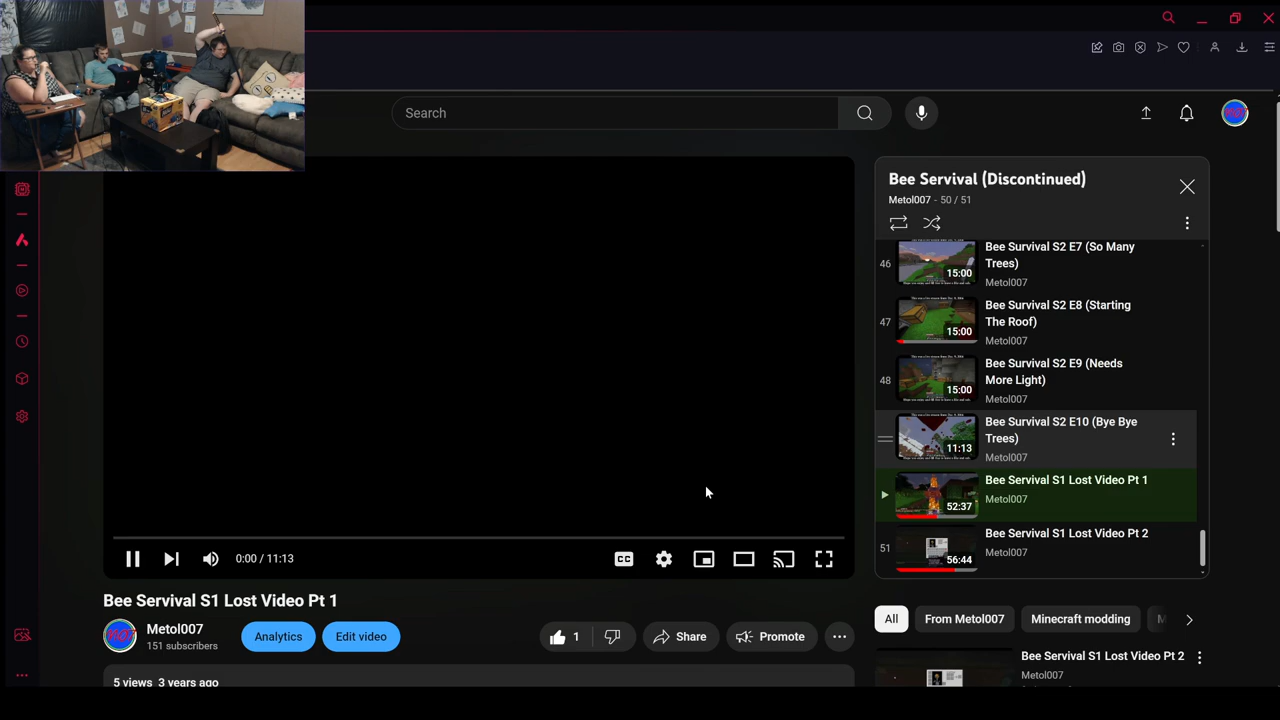 Search
Bee Servival (Discontinued)
Metol007 - 50 / 51
46
15:00
Bee Survival S2 E7 (So Many
Trees)
Metol007
47
15:00
Bee Survival S2 E8 (Starting
The Roof)
Metol007
48
15:00
Bee Survival S2 E9 (Needs
More Light)
Metol007
11:13
Bee Survival S2 E10 (Bye Bye
Trees)
Metol007
52:37
Bee Servival S1 Lost Video Pt 1
Metol007
51
56:44
Bee Servival S1 Lost Video Pt 2
Metol007
0:00 / 11:13
CC
Bee Servival S1 Lost Video Pt 1
Metol007
151 subscribers
Analytics
Edit video
1
Share
Promote
5 views 3 years ago
All
From Metol007
Minecraft modding
M
Bee Servival S1 Lost Video Pt 2
Metol007